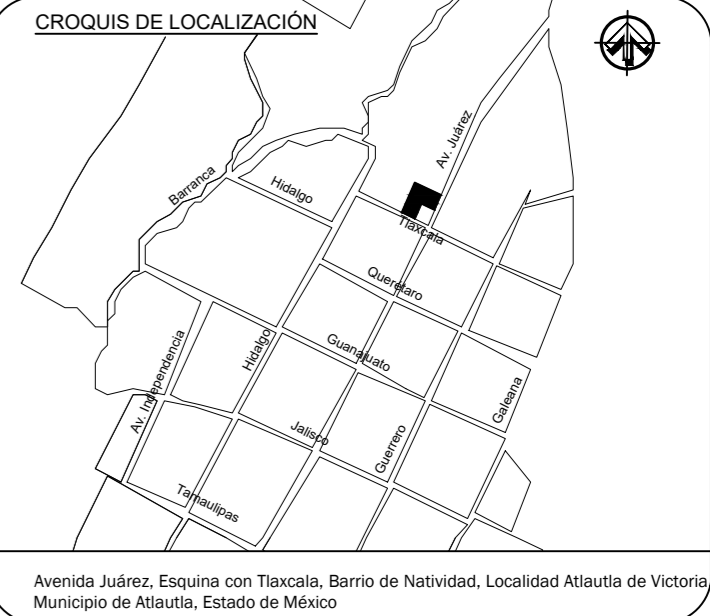 CROQUIS DE LOCALIZACIÓN
Av. Juárez
Barranca
Hidalgo
Tlaxcala
Querétaro
Av. Independencia
Hidalgo
Guanajuato
Galeana
Jalisco
Guerrero
Tamaulipas
Avenida Juárez, Esquina con Tlaxcala, Barrio de Natividad, Localidad Atlautla de Victoria,
Municipio de Atlautla, Estado de México